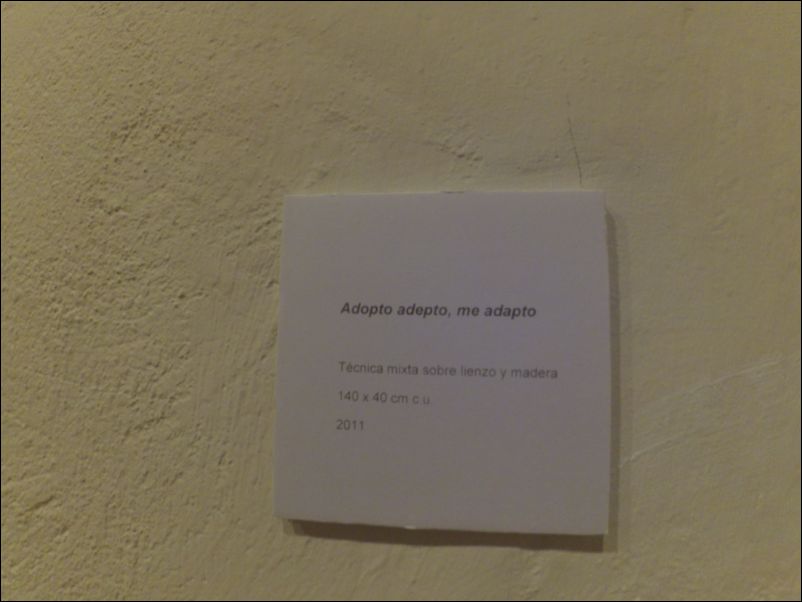 Adopto adepto, me adapto
Técnica mixta sobre lienzo y madera
140 x 40 cm c.u.
2011